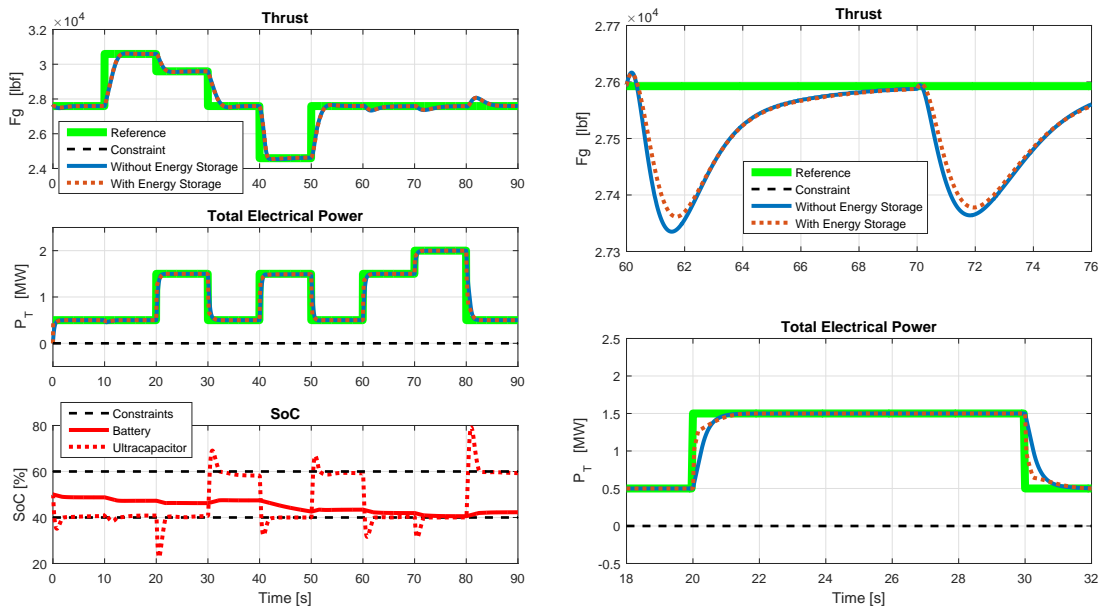 Thrust
× 10⁴
3.2
3
2.8
2.6
2.4
Fg [lbf]
Reference
Constraint
Without Energy Storage
With Energy Storage
0 10 20 30 40 50 60 70 80 90
Total Electrical Power
2
1
0
P_T [MW]
0 10 20 30 40 50 60 70 80 90
SoC
Constraints
Battery
Ultracapacitor
80
60
40
20
SoC [%]
0 10 20 30 40 50 60 70 80 90
Time [s]
Thrust
× 10⁴
2.77
2.76
2.75
2.74
2.73
Fg [lbf]
Reference
Constraint
Without Energy Storage
With Energy Storage
60 62 64 66 68 70 72 74 76
Total Electrical Power
2.5
2
1.5
1
0.5
0
-0.5
P_T [MW]
18 20 22 24 26 28 30 32
Time [s]